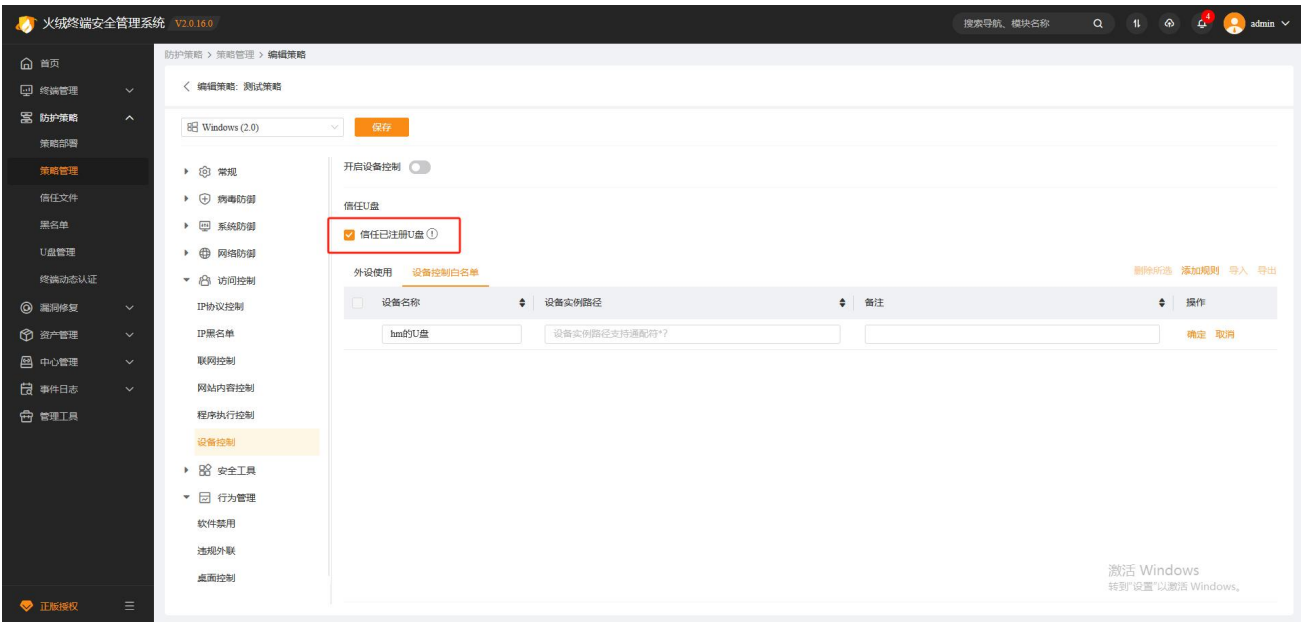 火绒终端安全管理系统 V2.0.16.0
搜索导航、模块名称
4
admin
首页
终端管理
防护策略
策略部署
策略管理
信任文件
黑名单
U盘管理
终端动态认证
漏洞修复
资产管理
中心管理
事件日志
管理工具
正版授权
防护策略 > 策略管理 > 编辑策略
编辑策略：测试策略
Windows (2.0)
保存
常规
病毒防御
系统防御
网络防御
访问控制
IP协议控制
IP黑名单
联网控制
网站内容控制
程序执行控制
设备控制
安全工具
行为管理
软件禁用
违规外联
桌面控制
开启设备控制
信任U盘
信任已注册U盘
外设使用 设备控制白名单 删除所选 添加规则 导入 导出
设备名称 设备实例路径 备注 操作
hm的U盘 设备实例路径支持通配符*? 确定 取消
激活 Windows
转到"设置"以激活 Windows。